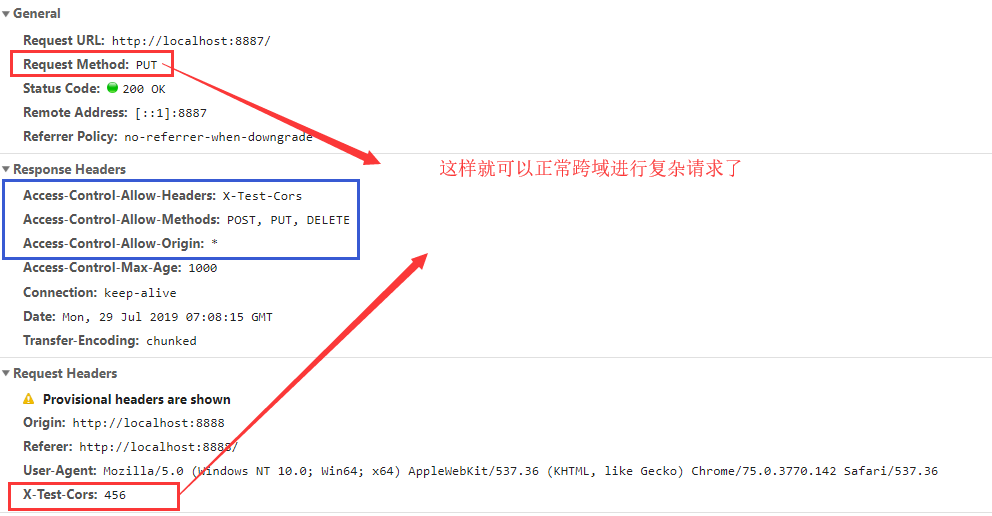 General
Request URL: http://localhost:8887/
Request Method: PUT
Status Code: 200 OK
Remote Address: [::1]:8887
Referrer Policy: no-referrer-when-downgrade
Response Headers
这样就可以正常跨域进行复杂请求了
Access-Control-Allow-Headers: X-Test-Cors
Access-Control-Allow-Methods: POST, PUT, DELETE
Access-Control-Allow-Origin: *
Access-Control-Max-Age: 1000
Connection: keep-alive
Date: Mon, 29 Jul 2019 07:08:15 GMT
Transfer-Encoding: chunked
Request Headers
Provisional headers are shown
Origin: http://localhost:8888
Referer: http://localhost:8888/
User-Agent: Mozilla/5.0 (Windows NT 10.0; Win64; x64) AppleWebKit/537.36 (KHTML, like Gecko) Chrome/75.0.3770.142 Safari/537.36
X-Test-Cors: 456